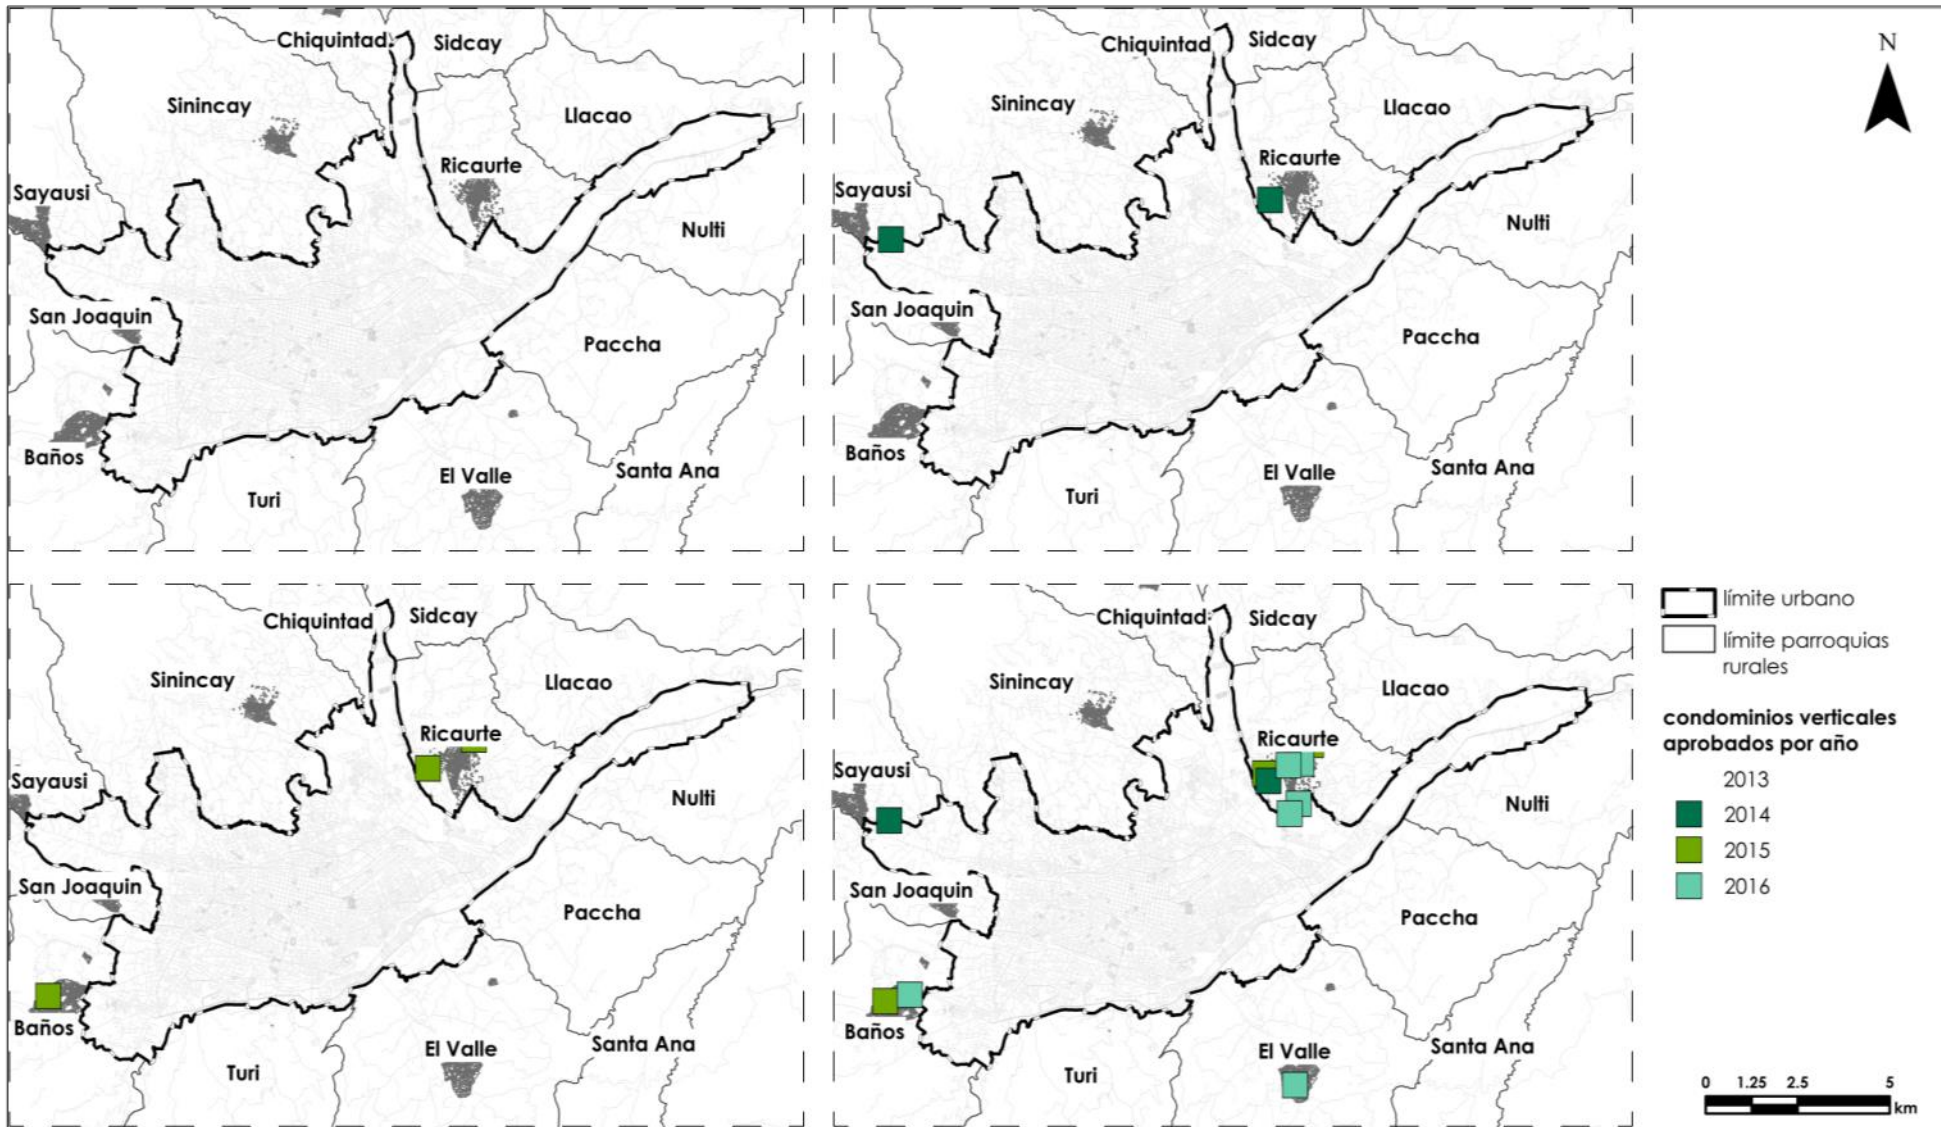 Chiquintad
Sidcay
Sinincay
Llacao
Ricaurte
Sayausi
Nulti
San Joaquin
Paccha
Baños
El Valle
Santa Ana
Turi
Chiquintad
Sidcay
Sinincay
Llacao
Ricaurte
Sayausi
Nulti
San Joaquin
Paccha
Baños
El Valle
Santa Ana
Turi
N
Chiquintad
Sidcay
Sinincay
Llacao
Ricaurte
Sayausi
Nulti
San Joaquin
Paccha
Baños
El Valle
Santa Ana
Turi
Chiquintad
Sidcay
Sinincay
Llacao
Ricaurte
Sayausi
Nulti
San Joaquin
Paccha
Baños
El Valle
Santa Ana
Turi
límite urbano
límite parroquias
rurales
condominios verticales
aprobados por año
2013
2014
2015
2016
0 1.25 2.5 5
km